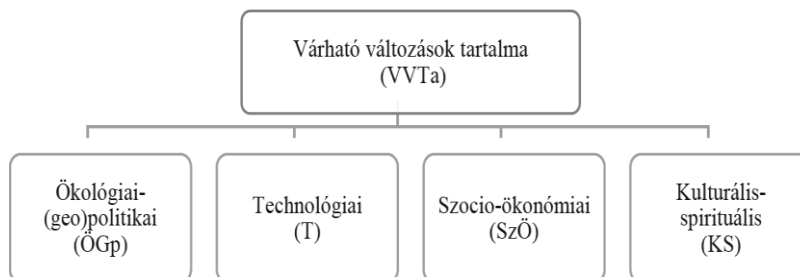 Várható változások tartalma
(VVTa)
Ökológiai-
(geo)politikai
(ÖGp)
Technológiai
(T)
Szocio-ökonómiai
(SzÖ)
Kulturális-
spirituális
(KS)